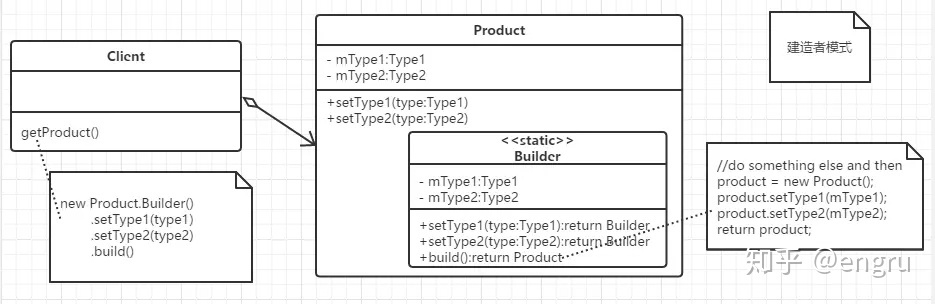 Client
getProduct()
new Product.Builder()
.setType1(type1)
.setType2(type2)
.build()
Product
- mType1:Type1
- mType2:Type2
+setType1(type:Type1)
+setType2(type:Type2)
<<static>>
Builder
- mType1:Type1
- mType2:Type2
+setType1(type:Type1):return Builder
+setType2(type:Type2):return Builder
+build():return Product
建造者模式
//do something else and then
product = new Product();
product.setType1(mType1);
product.setType2(mType2);
return product;
知乎 @engru